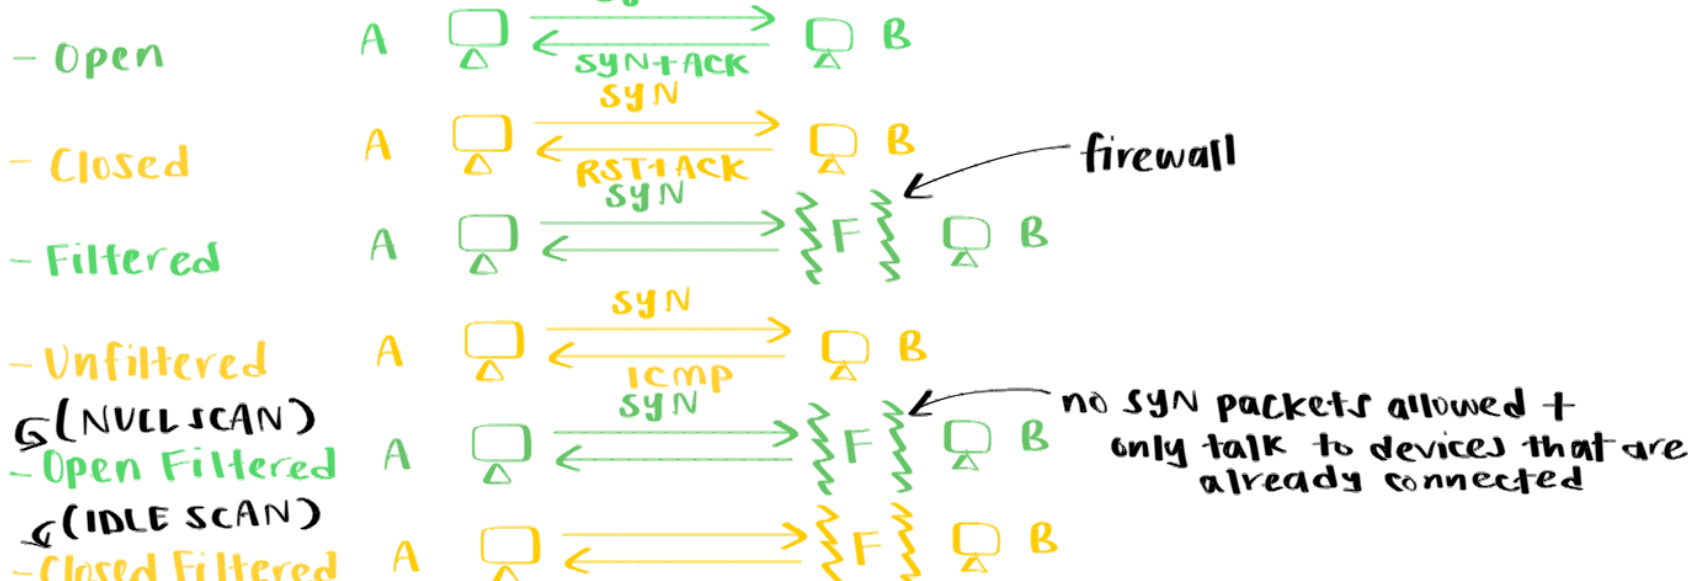 - Open A B
SYN+ACK
SYN
- Closed A B
RST+ACK
firewall
SYN
- Filtered A F B
SYN
- Unfiltered A B
ICMP
(NULL SCAN)
SYN
no SYN packets allowed +
only talk to devices that are
already connected
- Open Filtered A F B
(IDLE SCAN)
- Closed Filtered A F B